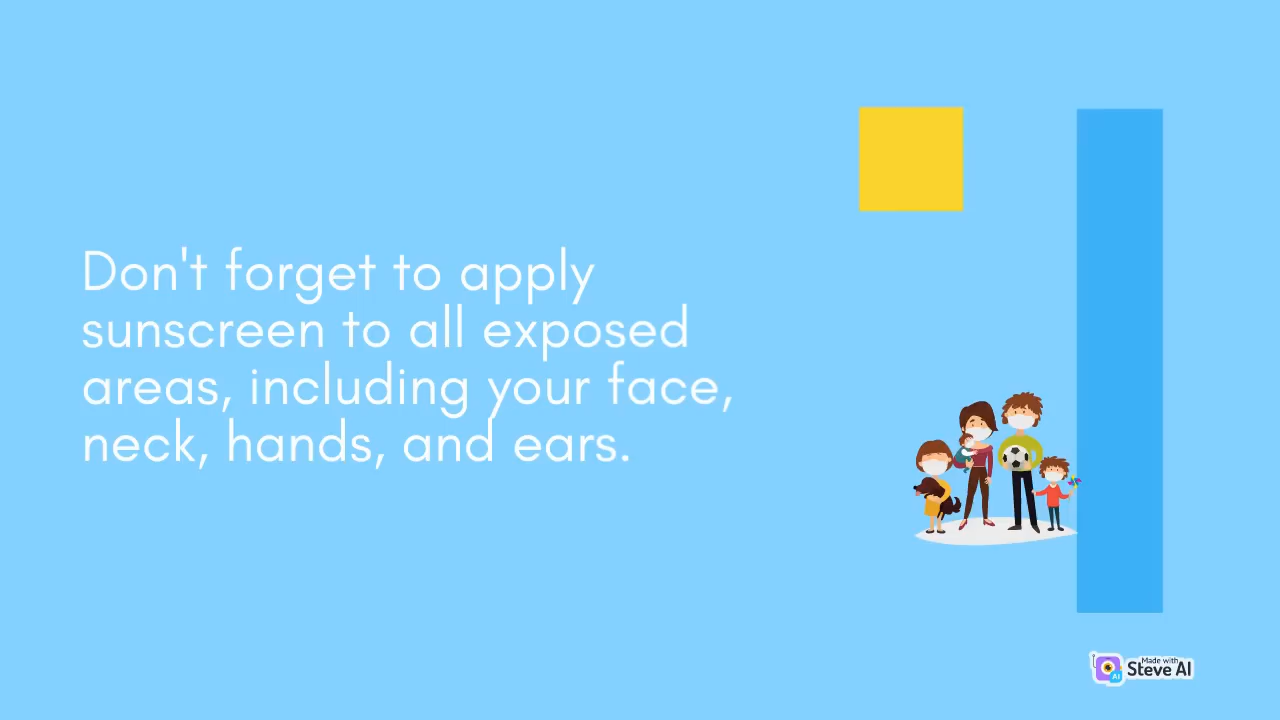 Don't forget to apply
sunscreen to all exposed
areas, including your face,
neck, hands, and ears.
Made with
Steve AI
AI